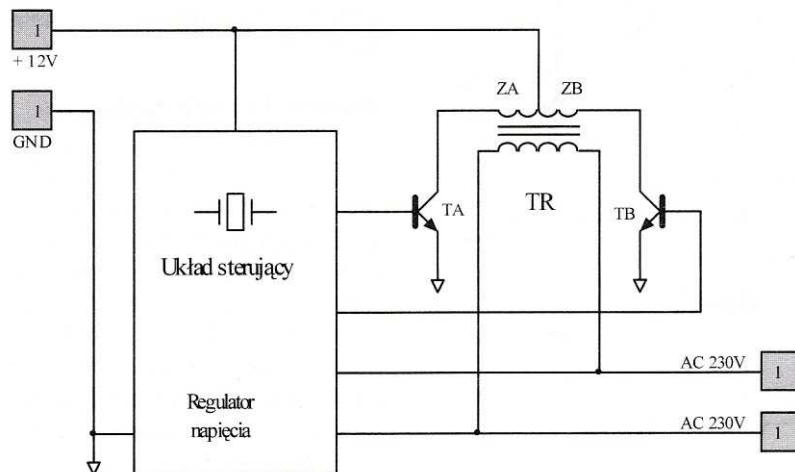 1
+ 12V
1
GND
ZA ZB
TA
TR
TB
Układ sterujący
AC 230V
1
Regulator
napięcia
AC 230V
1